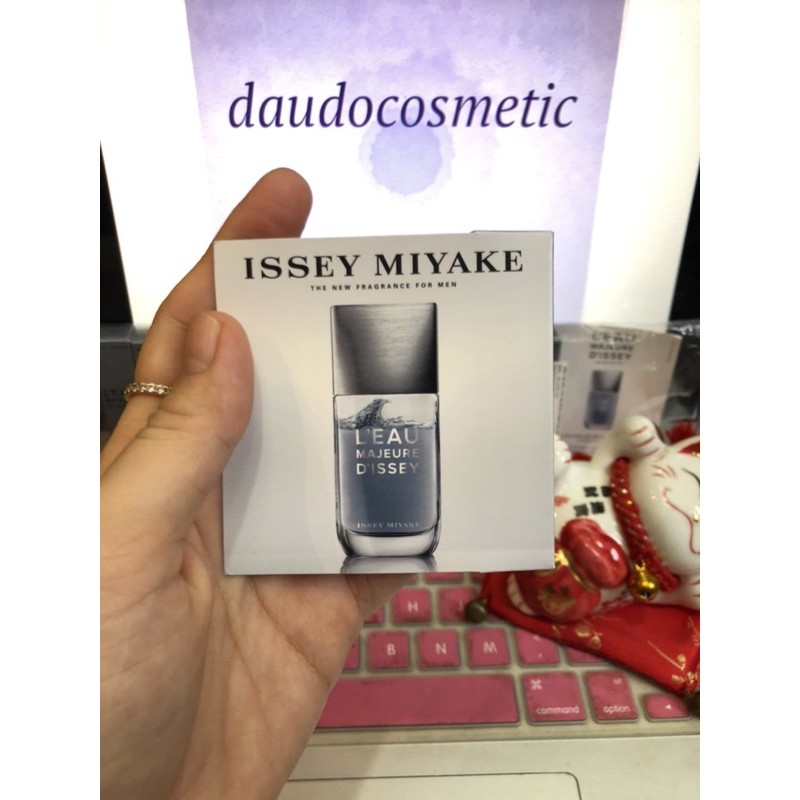 daudocosmetic
ISSEY MIYAKE
THE NEW FRAGRANCE FOR MEN
L'EAU
MAJEURE
D'ISSEY
ISSEY MIYAKE
L'EAU
MAJEURE
D'ISSEY
H J
B N M
command option